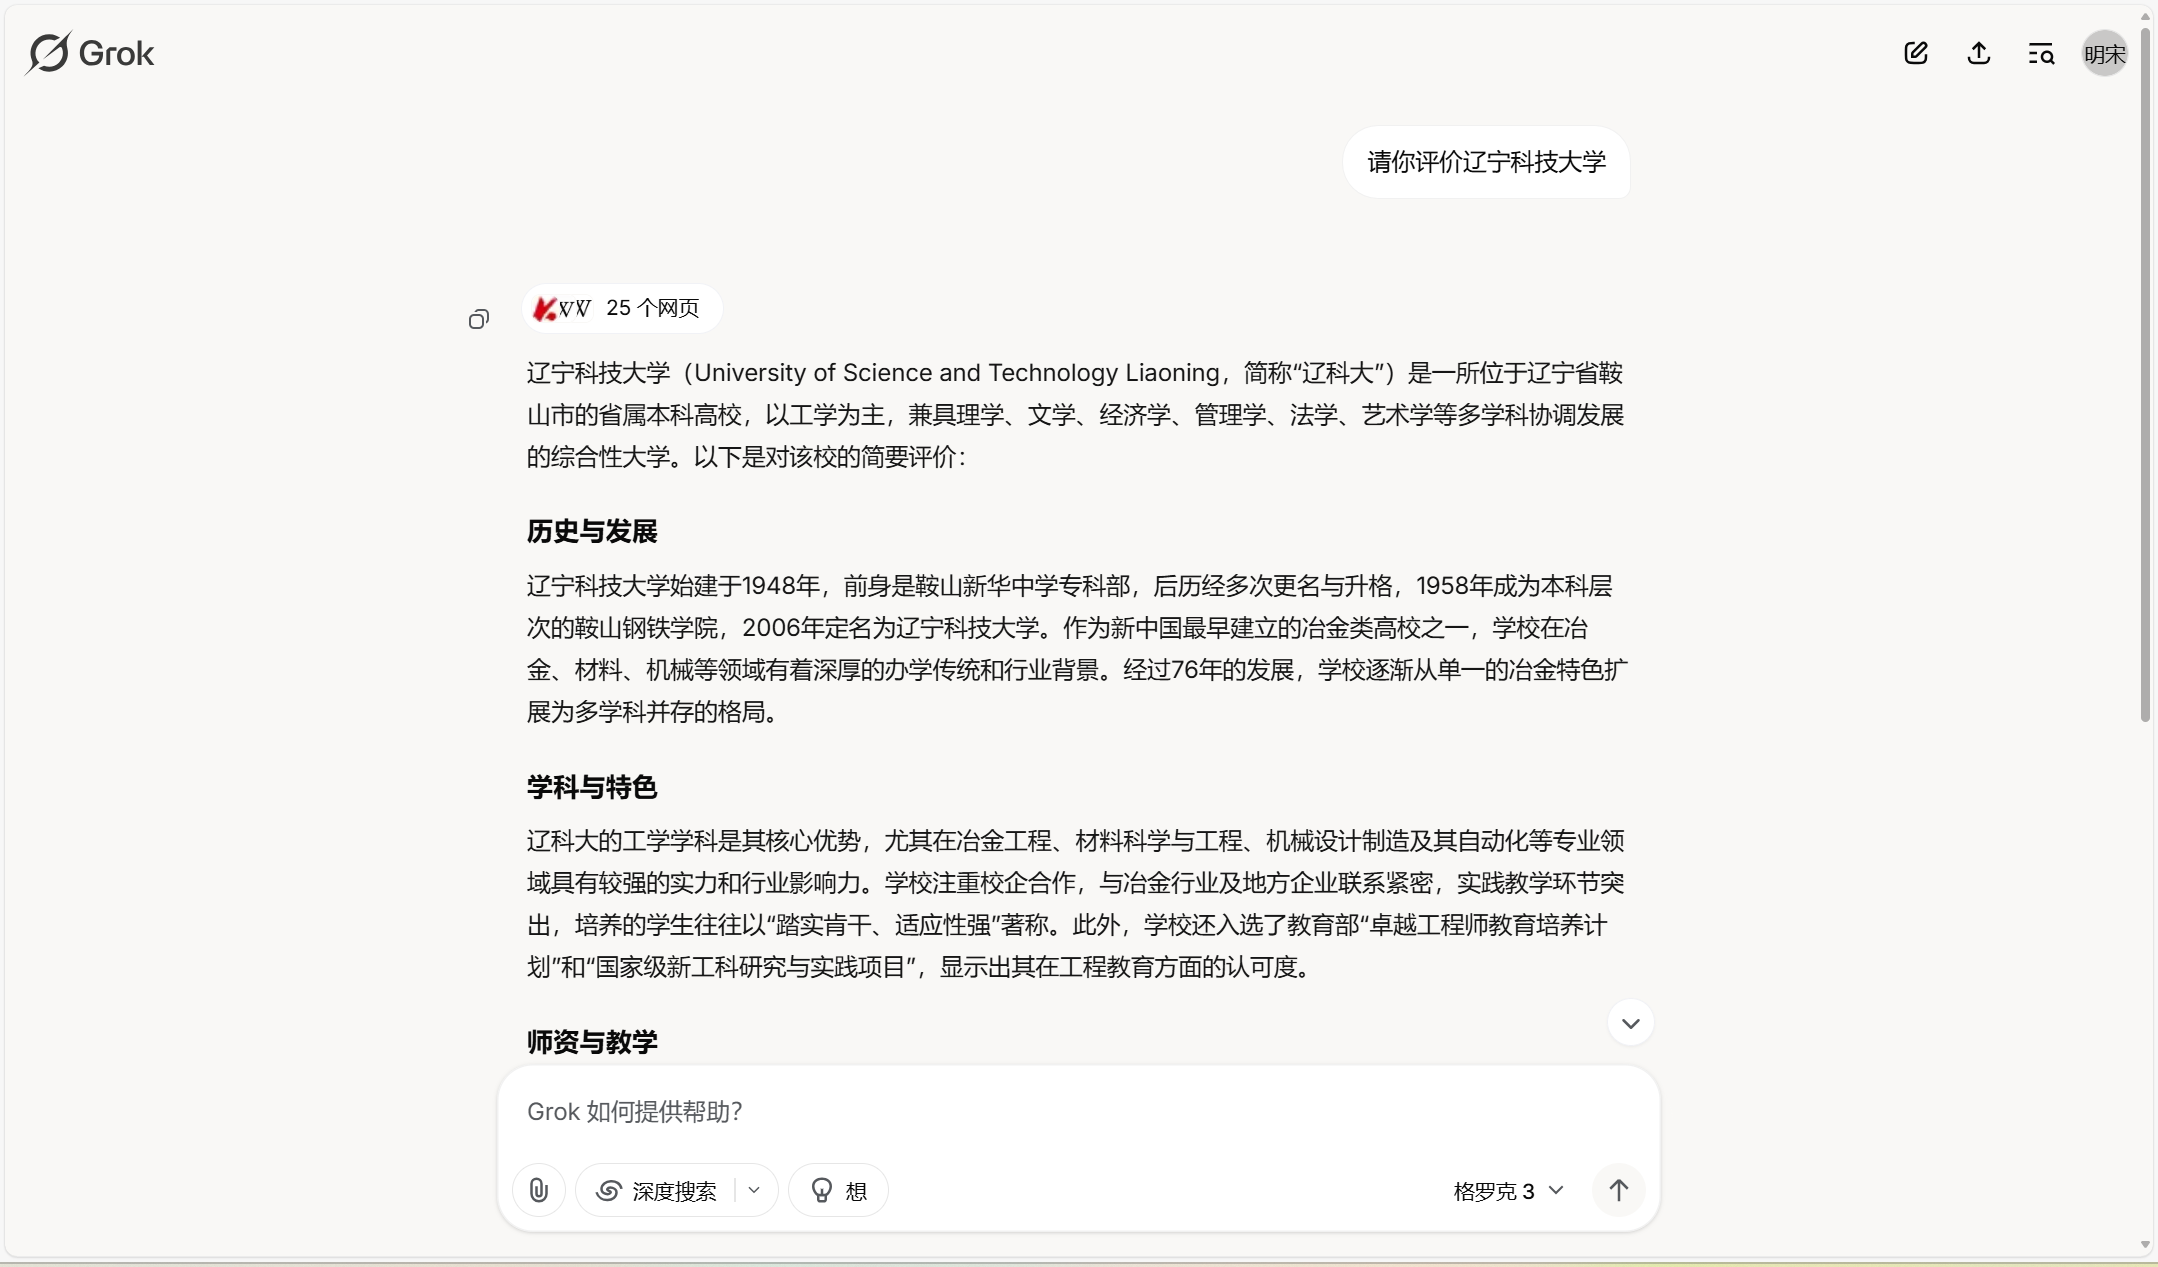 Grok
明宋
请你评价辽宁科技大学
25 个网页
辽宁科技大学（University of Science and Technology Liaoning，简称“辽科大”）是一所位于辽宁省鞍
山市的省属本科高校，以工学为主，兼具理学、文学、经济学、管理学、法学、艺术学等多学科协调发展
的综合性大学。以下是对该校的简要评价：
历史与发展
辽宁科技大学始建于1948年，前身是鞍山新华中学专科部，后历经多次更名与升格，1958年成为本科层
次的鞍山钢铁学院，2006年定名为辽宁科技大学。作为新中国最早建立的冶金类高校之一，学校在冶
金、材料、机械等领域有着深厚的办学传统和行业背景。经过76年的发展，学校逐渐从单一的冶金特色扩
展为多学科并存的格局。
学科与特色
辽科大的工学学科是其核心优势，尤其在冶金工程、材料科学与工程、机械设计制造及其自动化等专业领
域具有较强的实力和行业影响力。学校注重校企合作，与冶金行业及地方企业联系紧密，实践教学环节突
出，培养的学生往往以“踏实肯干、适应性强”著称。此外，学校还入选了教育部“卓越工程师教育培养计
划”和“国家级新工科研究与实践项目”，显示出其在工程教育方面的认可度。
师资与教学
Grok 如何提供帮助？
深度搜索
想
格罗克 3